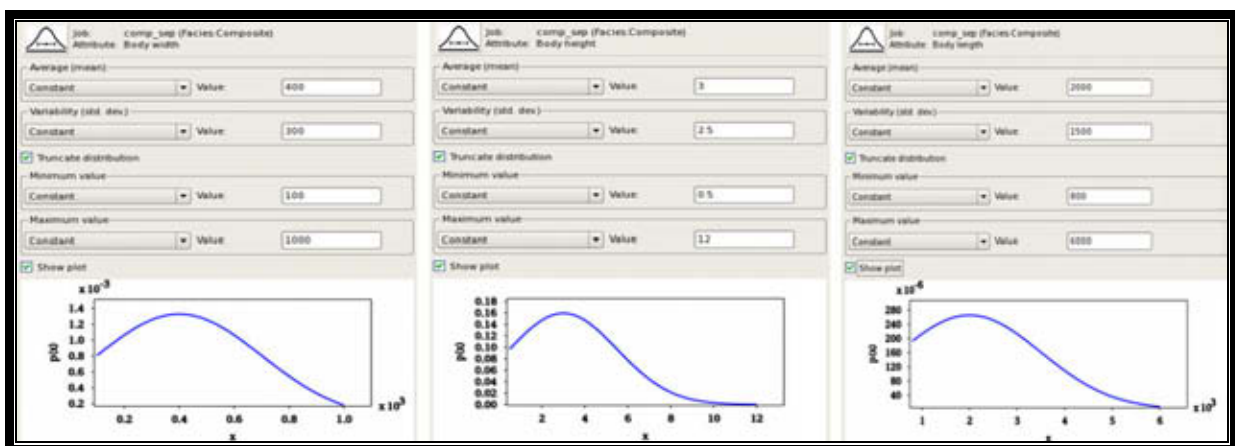 Job: comp_sep (Facies:Composite)
Attribute: Body width
Average (mean)
Constant Value: 400
Variability (std. dev.)
Constant Value: 300
Truncate distribution
Minimum value
Constant Value: 100
Maximum value
Constant Value: 1000
Show plot
x 10^-3
1.4
1.2
1.0
0.8
0.6
0.4
0.2
p(x)
0.2 0.4 0.6 0.8 1.0
x 10^3
x
Job: comp_sep (Facies:Composite)
Attribute: Body height
Average (mean)
Constant Value: 3
Variability (std. dev.)
Constant Value: 2.5
Truncate distribution
Minimum value
Constant Value: 0.5
Maximum value
Constant Value: 12
Show plot
0.18
0.16
0.14
0.12
0.10
0.08
0.06
0.04
0.02
0.00
p(x)
2 4 6 8 10 12
x
Job: comp_sep (Facies:Composite)
Attribute: Body length
Average (mean)
Constant Value: 2000
Variability (std. dev.)
Constant Value: 1500
Truncate distribution
Minimum value
Constant Value: 800
Maximum value
Constant Value: 6000
Show plot
x 10^-6
280
240
200
160
120
80
40
p(x)
1 2 3 4 5 6
x 10^3
x